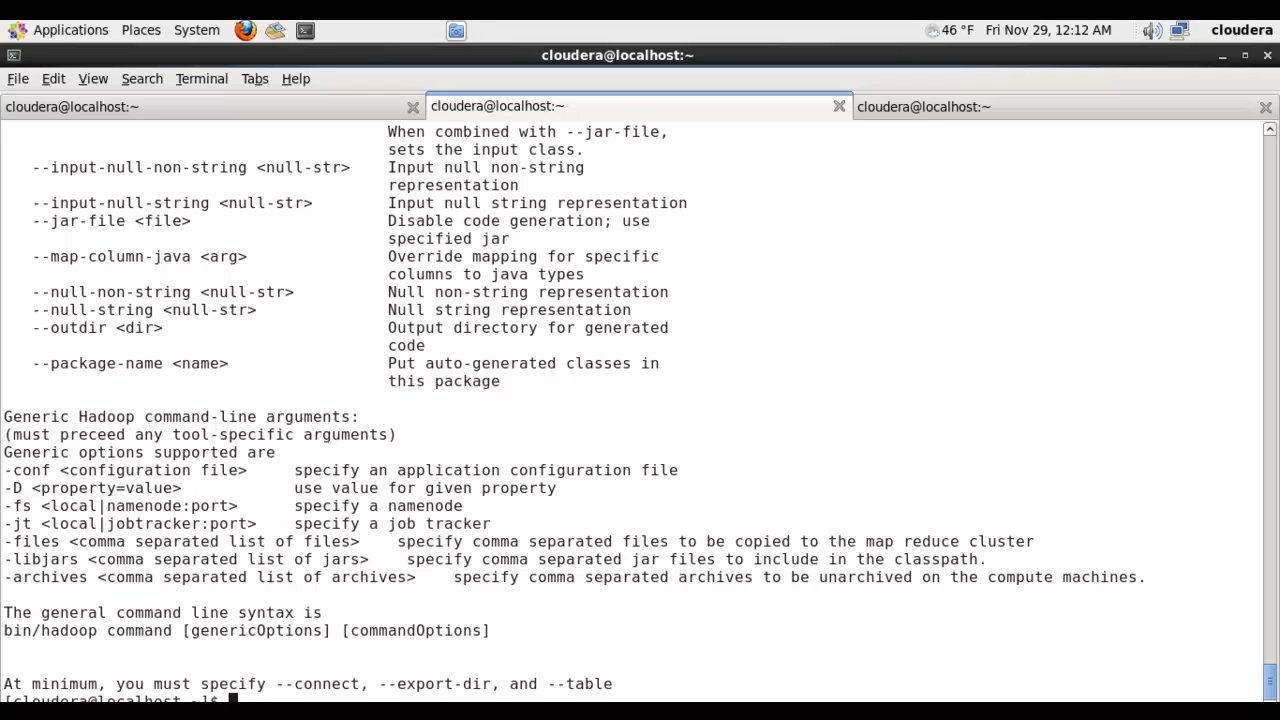 Applications Places System 46 °F Fri Nov 29, 12:12 AM cloudera
cloudera@localhost:~
File Edit View Search Terminal Tabs Help
cloudera@localhost:~ cloudera@localhost:~ cloudera@localhost:~
When combined with --jar-file,
sets the input class.
--input-null-non-string <null-str> Input null non-string
representation
--input-null-string <null-str> Input null string representation
--jar-file <file> Disable code generation; use
specified jar
--map-column-java <arg> Override mapping for specific
columns to java types
--null-non-string <null-str> Null non-string representation
--null-string <null-str> Null string representation
--outdir <dir> Output directory for generated
code
--package-name <name> Put auto-generated classes in
this package
Generic Hadoop command-line arguments:
(must preceed any tool-specific arguments)
Generic options supported are
-conf <configuration file> specify an application configuration file
-D <property=value> use value for given property
-fs <local|namenode:port> specify a namenode
-jt <local|jobtracker:port> specify a job tracker
-files <comma separated list of files> specify comma separated files to be copied to the map reduce cluster
-libjars <comma separated list of jars> specify comma separated jar files to include in the classpath.
-archives <comma separated list of archives> specify comma separated archives to be unarchived on the compute machines.
The general command line syntax is
bin/hadoop command [genericOptions] [commandOptions]
At minimum, you must specify --connect, --export-dir, and --table
[cloudera@localhost ~]$